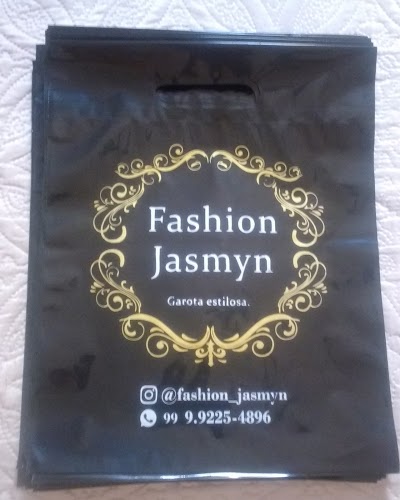 Fashion
Jasmyn
Garota estilosa.
@fashion_jasmyn
99 9.9225-4896